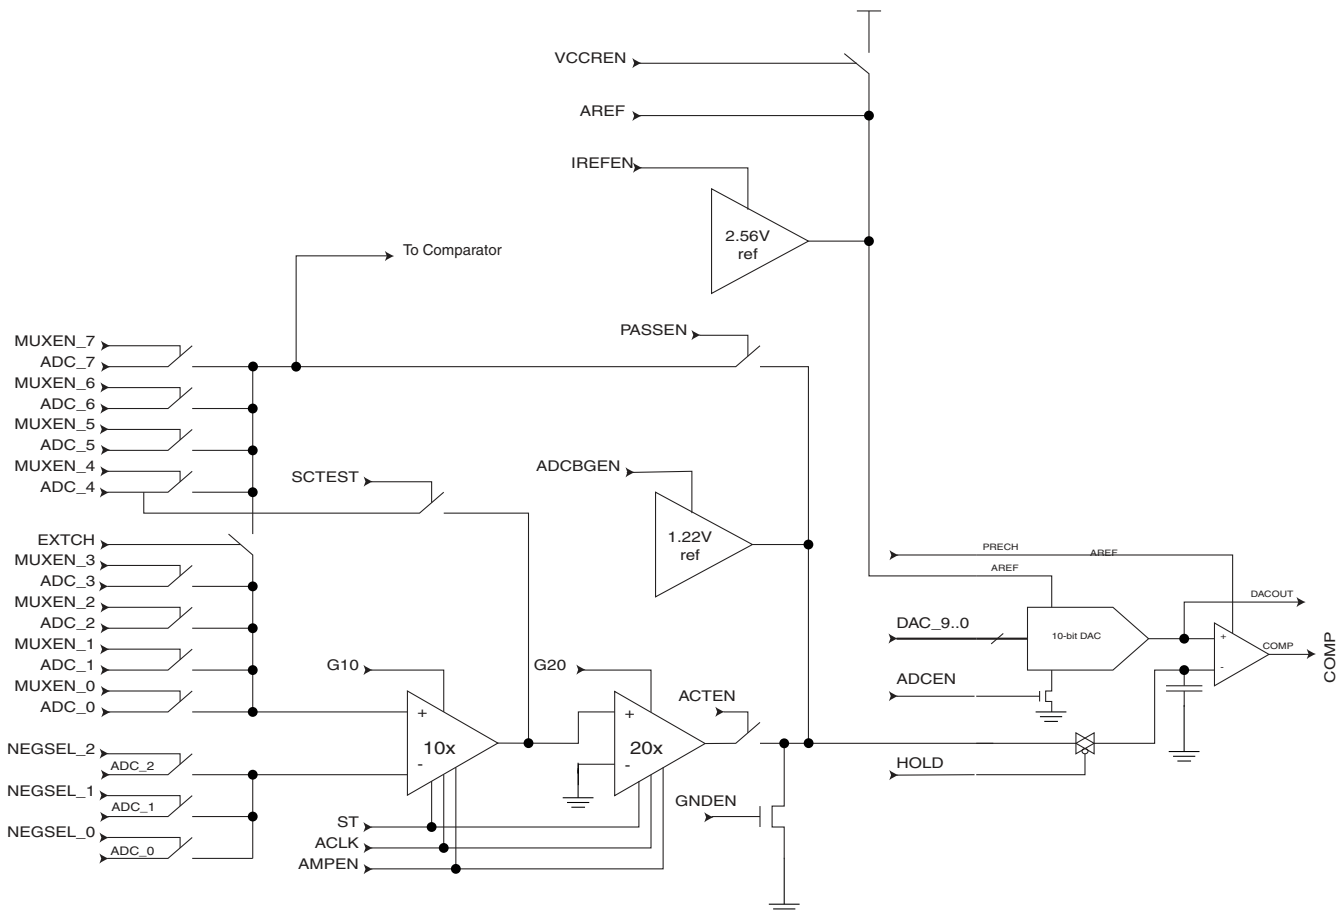 VCCREN
AREF
IREFEN
2.56V
ref
To Comparator
PASSEN
MUXEN_7
ADC_7
MUXEN_6
ADC_6
MUXEN_5
ADC_5
MUXEN_4
ADC_4
SCTEST
ADCBGEN
1.22V
ref
EXTCH
MUXEN_3
ADC_3
MUXEN_2
ADC_2
MUXEN_1
ADC_1
MUXEN_0
ADC_0
PRECH
AREF
AREF
DACOUT
DAC_9..0
10-bit DAC
+
-
COMP
COMP
ADCEN
G10
G20
ACTEN
+
10x
-
+
20x
-
HOLD
NEGSEL_2
ADC_2
NEGSEL_1
ADC_1
NEGSEL_0
ADC_0
GNDEN
ST
ACLK
AMPEN